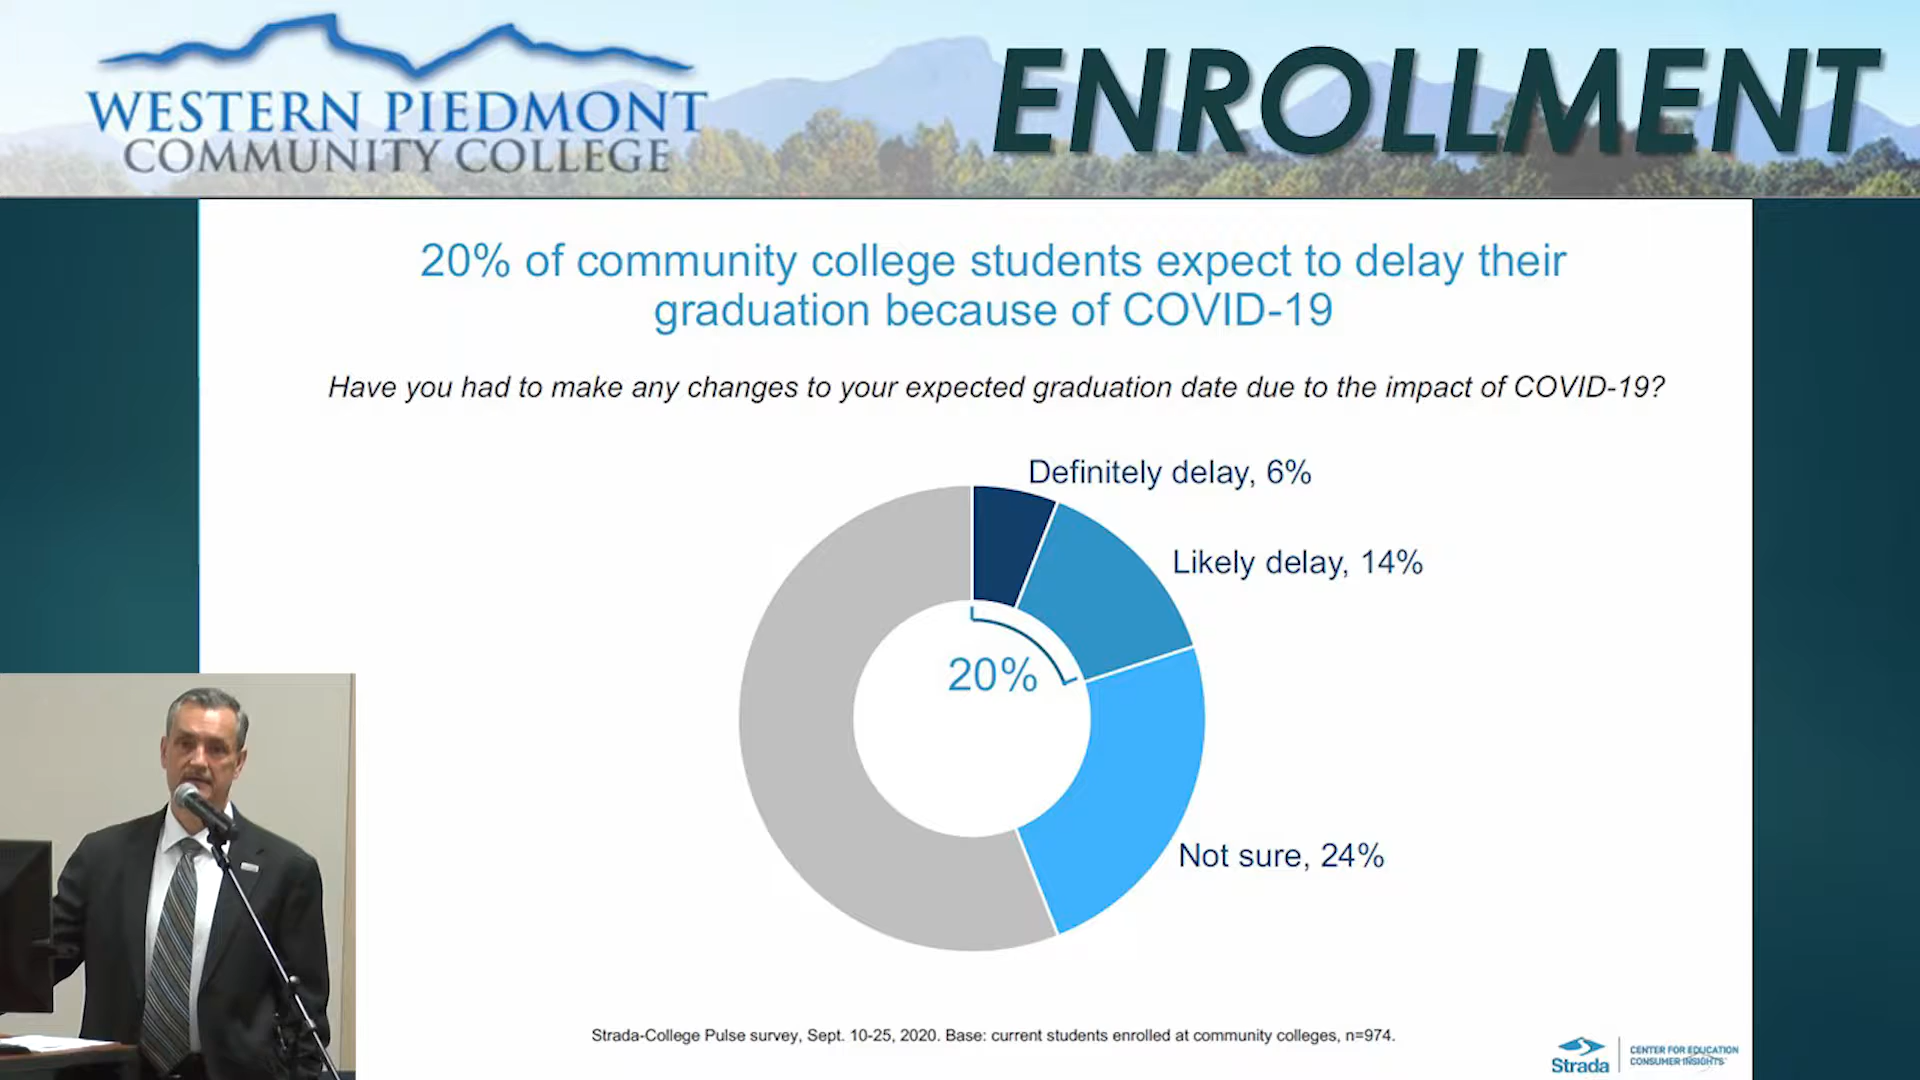 WESTERN PIEDMONT
COMMUNITY COLLEGE
ENROLLMENT
20% of community college students expect to delay their
graduation because of COVID-19
Have you had to make any changes to your expected graduation date due to the impact of COVID-19?
Definitely delay, 6%
Likely delay, 14%
20%
Not sure, 24%
Strada-College Pulse survey, Sept. 10-25, 2020. Base: current students enrolled at community colleges, n=974.
Strada
CENTER FOR EDUCATION
CONSUMER INSIGHTS